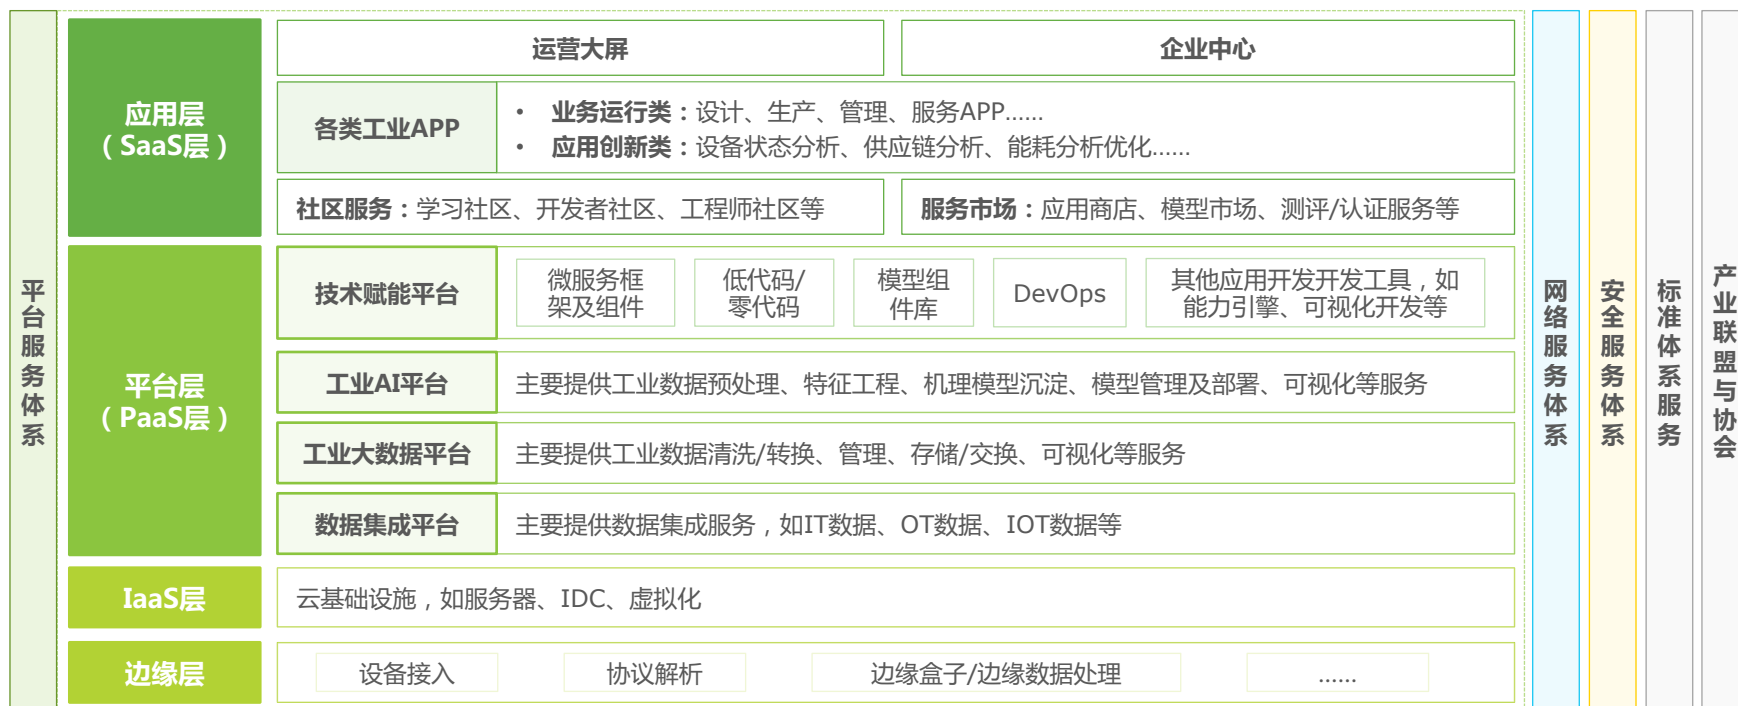 平台服务体系
应用层
（SaaS层）
运营大屏
企业中心
各类工业APP
• 业务运行类：设计、生产、管理、服务APP......
• 应用创新类：设备状态分析、供应链分析、能耗分析优化......
社区服务：学习社区、开发者社区、工程师社区等
服务市场：应用商店、模型市场、测评/认证服务等
平台层
（PaaS层）
技术赋能平台
微服务框
架及组件
低代码/
零代码
模型组
件库
DevOps
其他应用开发开发工具，如
能力引擎、可视化开发等
工业AI平台
主要提供工业数据预处理、特征工程、机理模型沉淀、模型管理及部署、可视化等服务
工业大数据平台
主要提供工业数据清洗/转换、管理、存储/交换、可视化等服务
数据集成平台
主要提供数据集成服务，如IT数据、OT数据、IOT数据等
IaaS层
云基础设施，如服务器、IDC、虚拟化
边缘层
设备接入
协议解析
边缘盒子/边缘数据处理
......
网络服务体系
安全服务体系
标准体系服务
产业联盟与协会